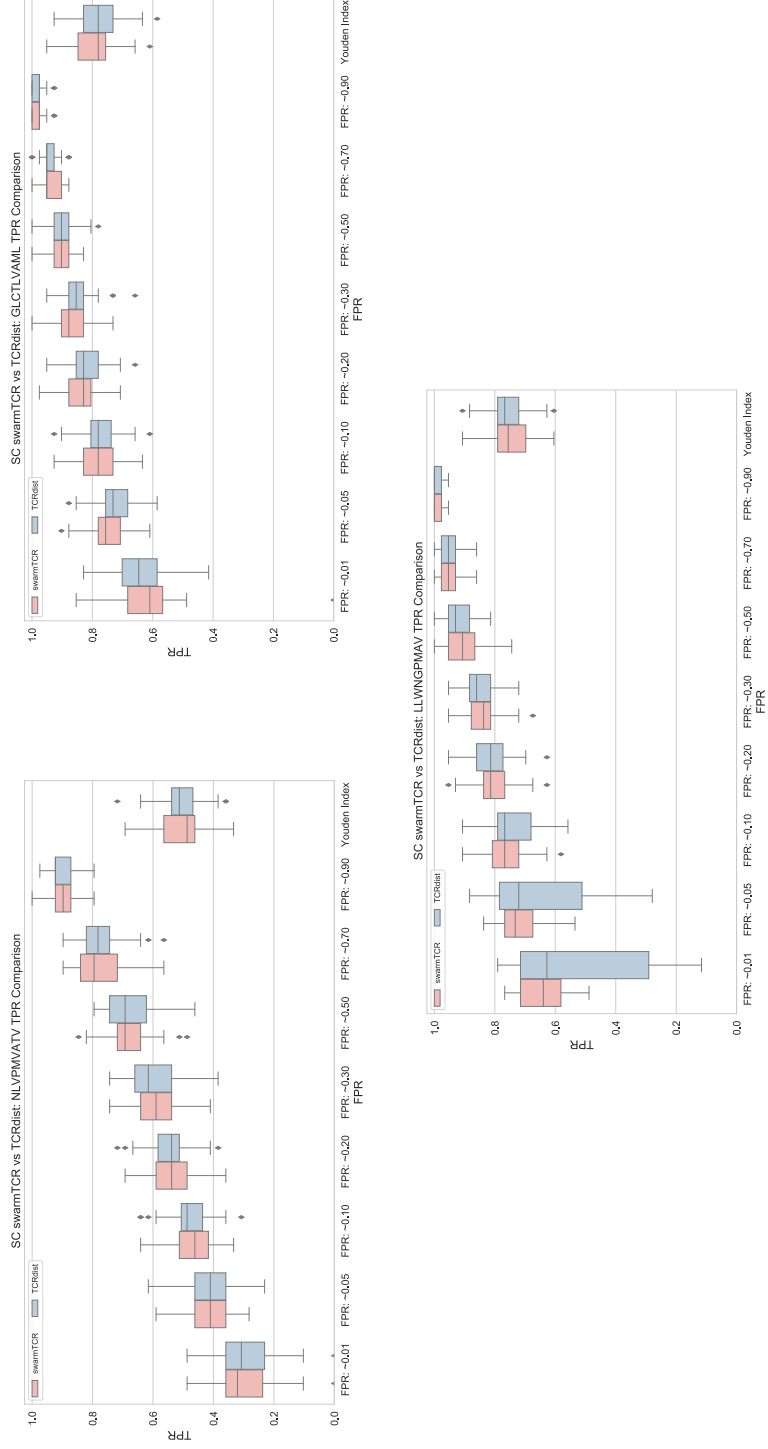 SC swarmTCR vs TCRdist: NLVPMVATV TPR Comparison
swarmTCR TCRdist
1.0
0.8
0.6
0.4
0.2
0.0
TPR
FPR: ~0.01 FPR: ~0.05 FPR: ~0.10 FPR: ~0.20 FPR: ~0.30 FPR: ~0.50 FPR: ~0.70 FPR: ~0.90 Youden Index
FPR
SC swarmTCR vs TCRdist: GLCTLVAML TPR Comparison
swarmTCR TCRdist
1.0
0.8
0.6
0.4
0.2
0.0
TPR
FPR: ~0.01 FPR: ~0.05 FPR: ~0.10 FPR: ~0.20 FPR: ~0.30 FPR: ~0.50 FPR: ~0.70 FPR: ~0.90 Youden Index
FPR
SC swarmTCR vs TCRdist: LLWNGPMAV TPR Comparison
swarmTCR TCRdist
1.0
0.8
0.6
0.4
0.2
0.0
TPR
FPR: ~0.01 FPR: ~0.05 FPR: ~0.10 FPR: ~0.20 FPR: ~0.30 FPR: ~0.50 FPR: ~0.70 FPR: ~0.90 Youden Index
FPR